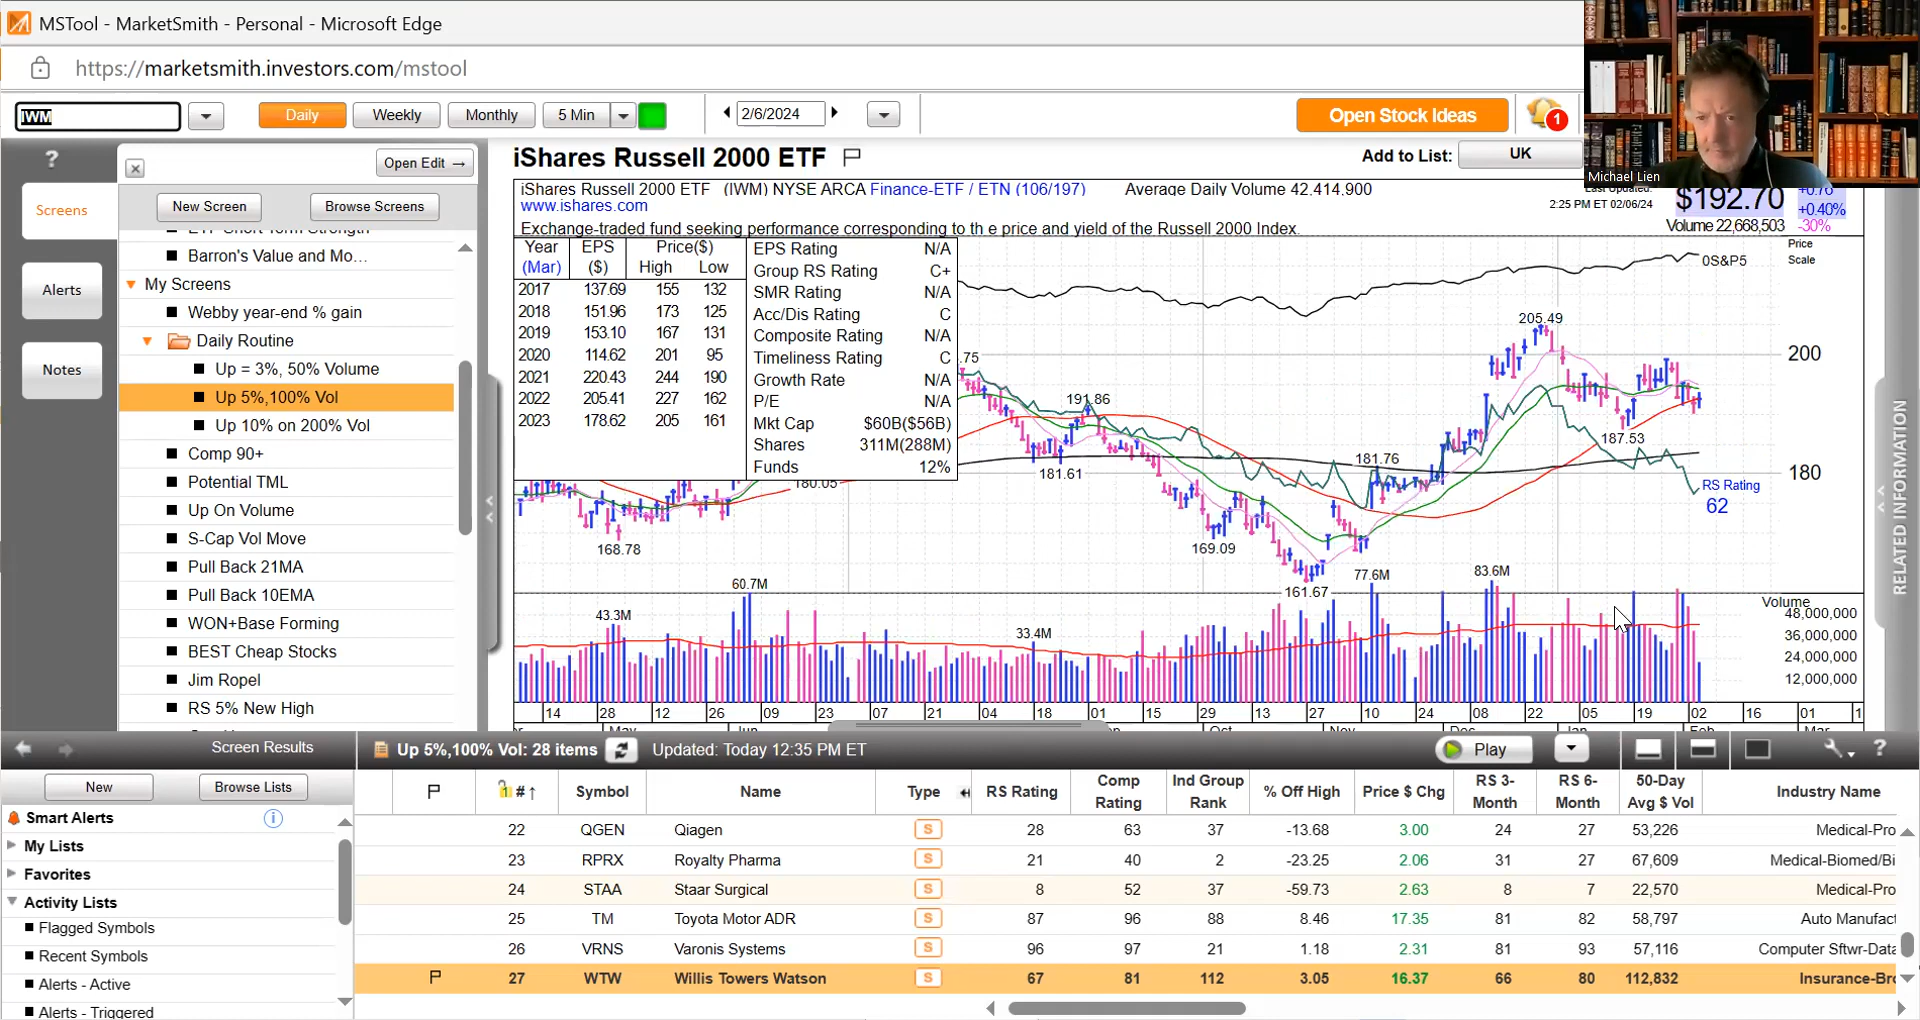 MSTool - MarketSmith - Personal - Microsoft Edge
https://marketsmith.investors.com/mstool
IWM
Daily
Weekly
Monthly
5 Min
2/6/2024
Open Stock Ideas
1
Michael Lien
?
Screens
Alerts
Notes
Open Edit →
New Screen
Browse Screens
Barron's Value and Mo...
My Screens
Webby year-end % gain
Daily Routine
Up = 3%, 50% Volume
Up 5%,100% Vol
Up 10% on 200% Vol
Comp 90+
Potential TML
Up On Volume
S-Cap Vol Move
Pull Back 21MA
Pull Back 10EMA
WON+Base Forming
BEST Cheap Stocks
Jim Ropel
RS 5% New High
iShares Russell 2000 ETF
Add to List: UK
iShares Russell 2000 ETF (IWM) NYSE ARCA Finance-ETF / ETN (106/197) Average Daily Volume 42,414,900
www.ishares.com
Exchange-traded fund seeking performance corresponding to th e price and yield of the Russell 2000 Index.
2:25 PM ET 02/06/24
$192.70
+0.76
+0.40%
Volume 22,668,503 -30%
Year EPS Price($)
(Mar) ($) High Low
2017 137.69 155 132
2018 151.96 173 125
2019 153.10 167 131
2020 114.62 201 95
2021 220.43 244 190
2022 205.41 227 162
2023 178.62 205 161
EPS Rating N/A
Group RS Rating C+
SMR Rating N/A
Acc/Dis Rating C
Composite Rating N/A
Timeliness Rating C
Growth Rate N/A
P/E N/A
Mkt Cap $60B($56B)
Shares 311M(288M)
Funds 12%
Price
Scale
0S&P5
205.49
.75
200
191.86
187.53
181.76
181.61
180
180.05
RS Rating
62
168.78
169.09
161.67
60.7M
77.6M
83.6M
43.3M
33.4M
Volume
48,000,000
36,000,000
24,000,000
12,000,000
14 28 12 26 09 23 07 21 04 18 01 15 29 13 27 10 24 08 22 05 19 02 16 01
RELATED INFORMATION
Screen Results
Up 5%,100% Vol: 28 items
Updated: Today 12:35 PM ET
Play
?
New
Browse Lists
Smart Alerts
My Lists
Favorites
Activity Lists
Flagged Symbols
Recent Symbols
Alerts - Active
Alerts - Triggered
# Symbol Name Type RS Rating Comp Rating Ind Group Rank % Off High Price $ Chg RS 3-Month RS 6-Month 50-Day Avg $ Vol Industry Name
22 QGEN Qiagen S 28 63 37 -13.68 3.00 24 27 53,226 Medical-Pro
23 RPRX Royalty Pharma S 21 40 2 -23.25 2.06 31 27 67,609 Medical-Biomed/Bi
24 STAA Staar Surgical S 8 52 37 -59.73 2.63 8 7 22,570 Medical-Pro
25 TM Toyota Motor ADR S 87 96 88 8.46 17.35 81 82 58,797 Auto Manufact
26 VRNS Varonis Systems S 96 97 21 1.18 2.31 81 93 57,116 Computer Sftwr-Data
27 WTW Willis Towers Watson S 67 81 112 3.05 16.37 66 80 112,832 Insurance-Br